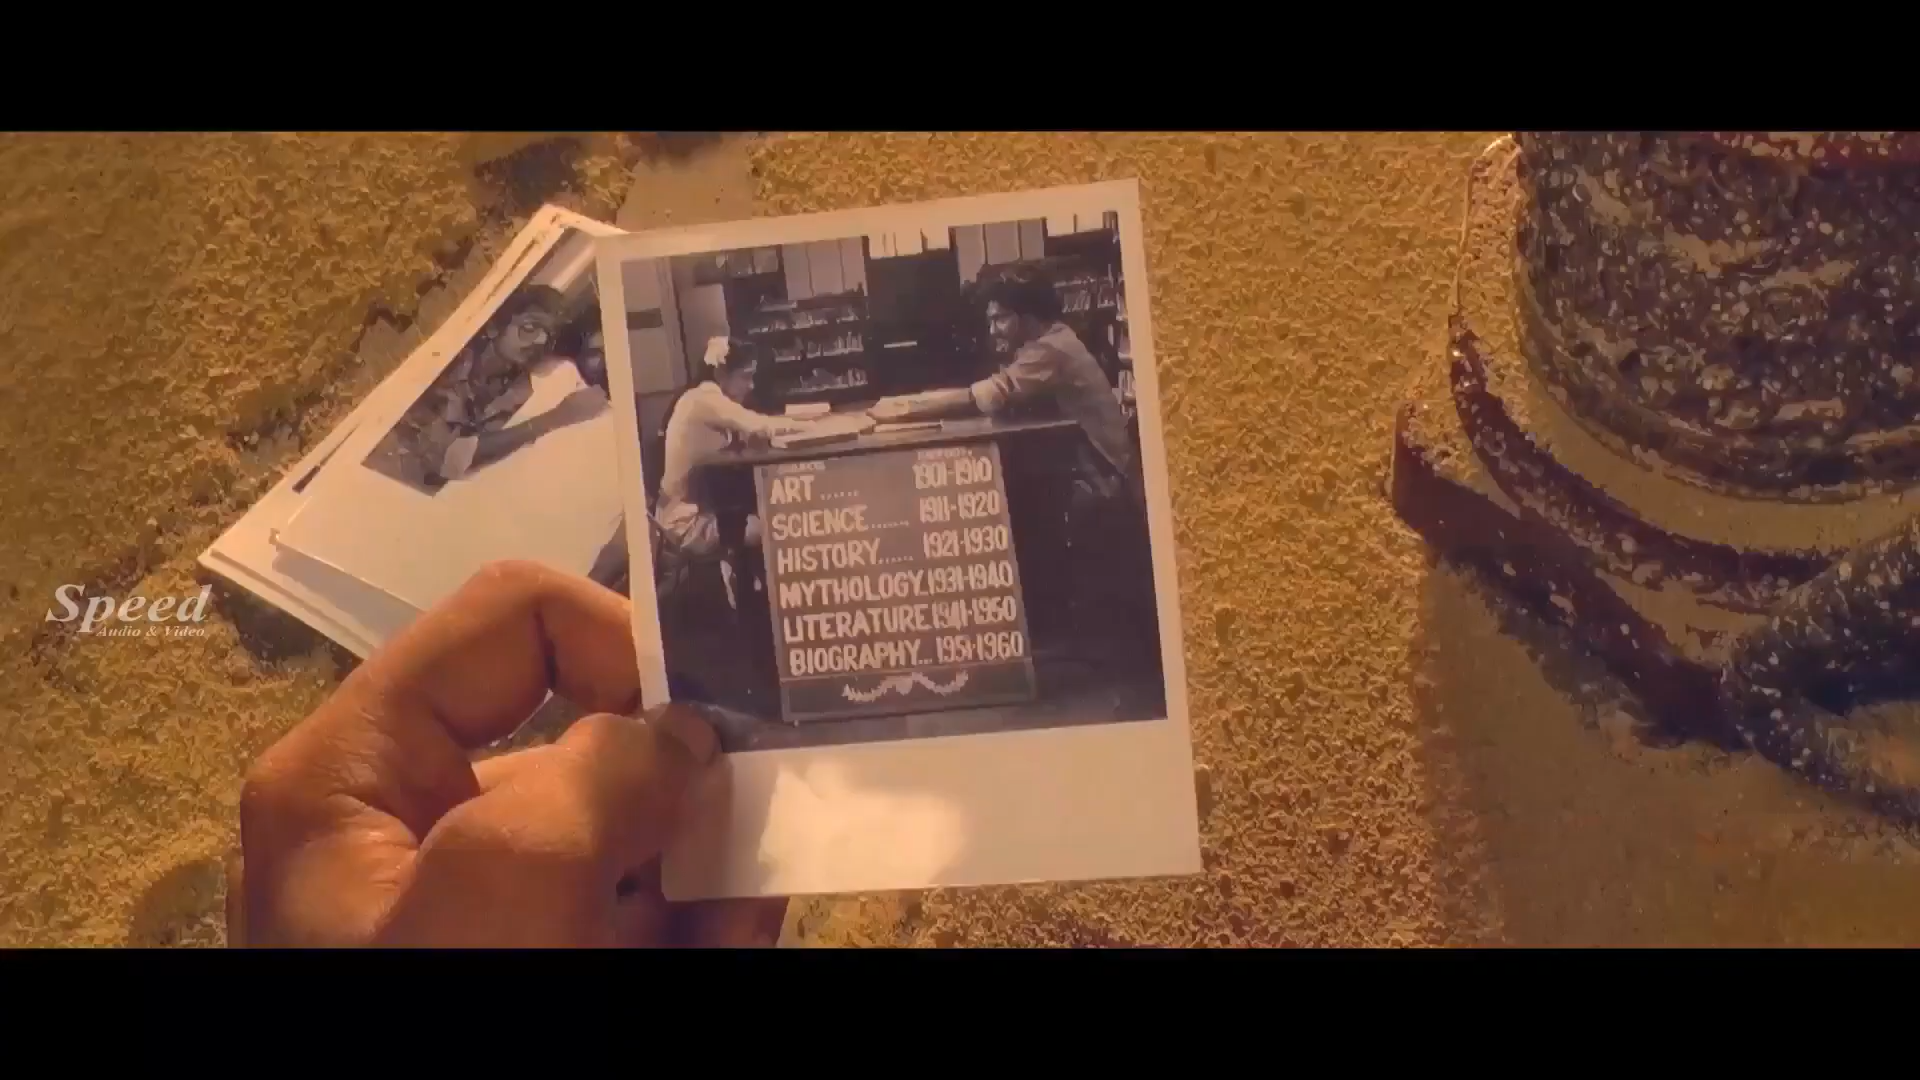 ART ...... 1901-1910
SCIENCE....... 1911-1920
HISTORY...... 1921-1930
MYTHOLOGY.1931-1940
LITERATURE 1941-1950
BIOGRAPHY... 1951-1960
Speed
Audio & Video